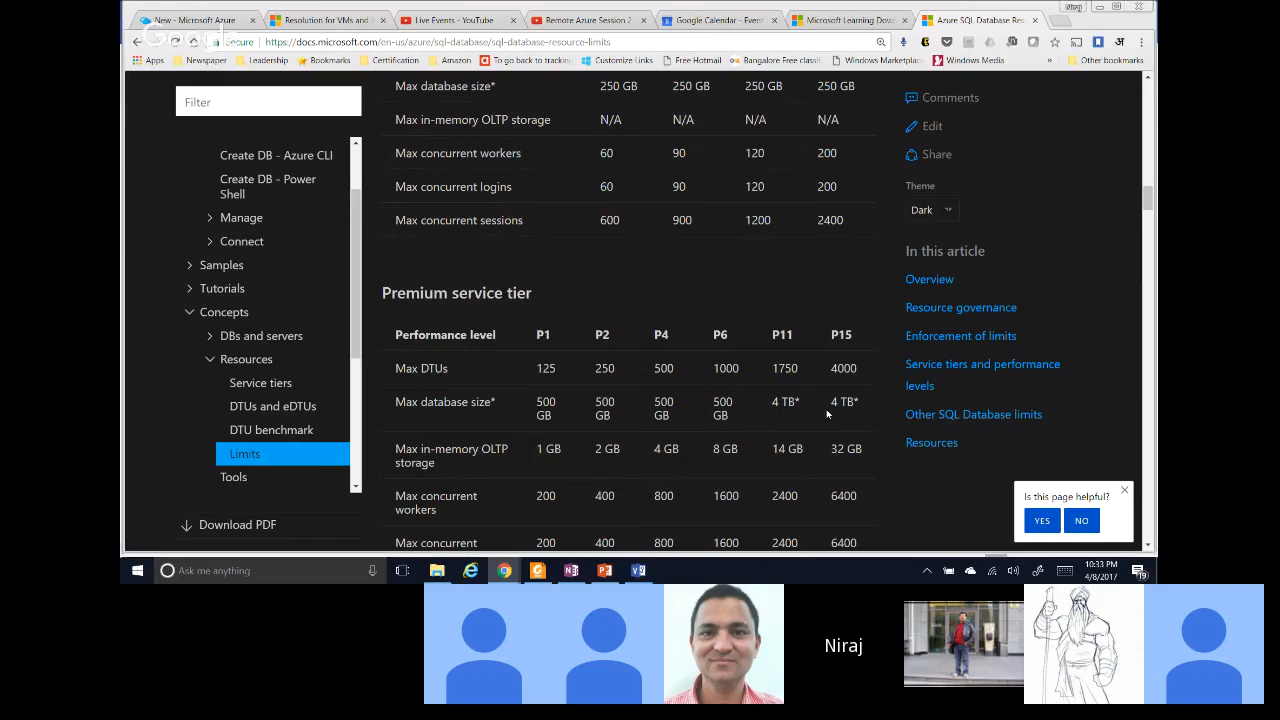 Niraj
New - Microsoft Azure
Resolution for VMs and
Live Events - YouTube
Remote Azure Session 2
Google Calendar - Event
Microsoft Learning Dow
Azure SQL Database Res
Google
Secure
https://docs.microsoft.com/en-us/azure/sql-database/sql-database-resource-limits
Apps
Newspaper
Leadership
Bookmarks
Certification
Amazon
To go back to tracking
Customize Links
Free Hotmail
Bangalore Free classif
Windows Marketplace
Windows Media
»
Other bookmarks
Filter
Create DB - Azure CLI
Create DB - Power
Shell
Manage
Connect
Samples
Tutorials
Concepts
DBs and servers
Resources
Service tiers
DTUs and eDTUs
DTU benchmark
Limits
Tools
Download PDF
Max database size* 250 GB 250 GB 250 GB 250 GB
Max in-memory OLTP storage N/A N/A N/A N/A
Max concurrent workers 60 90 120 200
Max concurrent logins 60 90 120 200
Max concurrent sessions 600 900 1200 2400
Premium service tier
Performance level P1 P2 P4 P6 P11 P15
Max DTUs 125 250 500 1000 1750 4000
Max database size* 500 500 500 500 4 TB* 4 TB*
GB GB GB GB
Max in-memory OLTP 1 GB 2 GB 4 GB 8 GB 14 GB 32 GB
storage
Max concurrent 200 400 800 1600 2400 6400
workers
Max concurrent 200 400 800 1600 2400 6400
Comments
Edit
Share
Theme
Dark
In this article
Overview
Resource governance
Enforcement of limits
Service tiers and performance
levels
Other SQL Database limits
Resources
Is this page helpful?
YES NO
Ask me anything
10:33 PM
4/8/2017
19
Niraj